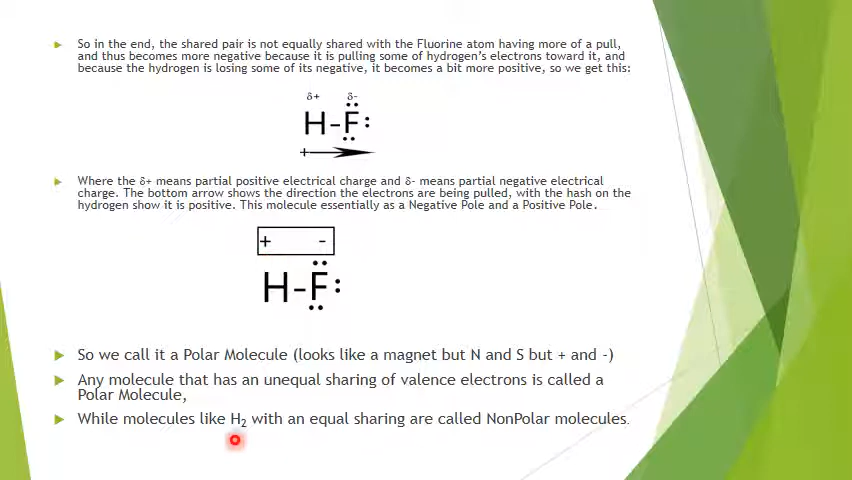 So in the end, the shared pair is not equally shared with the Fluorine atom having more of a pull,
and thus becomes more negative because it is pulling some of hydrogen's electrons toward it, and
because the hydrogen is losing some of its negative, it becomes a bit more positive, so we get this:
δ+ δ-
H-F:
+
Where the δ+ means partial positive electrical charge and δ- means partial negative electrical
charge. The bottom arrow shows the direction the electrons are being pulled, with the hash on the
hydrogen show it is positive. This molecule essentially as a Negative Pole and a Positive Pole.
+ -
H-F:
So we call it a Polar Molecule (looks like a magnet but N and S but + and -)
Any molecule that has an unequal sharing of valence electrons is called a
Polar Molecule,
While molecules like H₂ with an equal sharing are called NonPolar molecules.